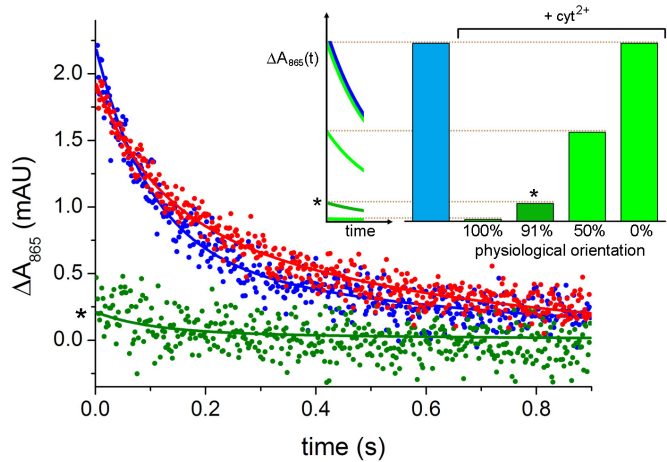 + cyt2+
ΔA865(t)
*
*
time
100% 91% 50% 0%
physiological orientation
2.0
1.5
1.0
0.5
0.0
ΔA865 (mAU)
*
0.0 0.2 0.4 0.6 0.8
time (s)